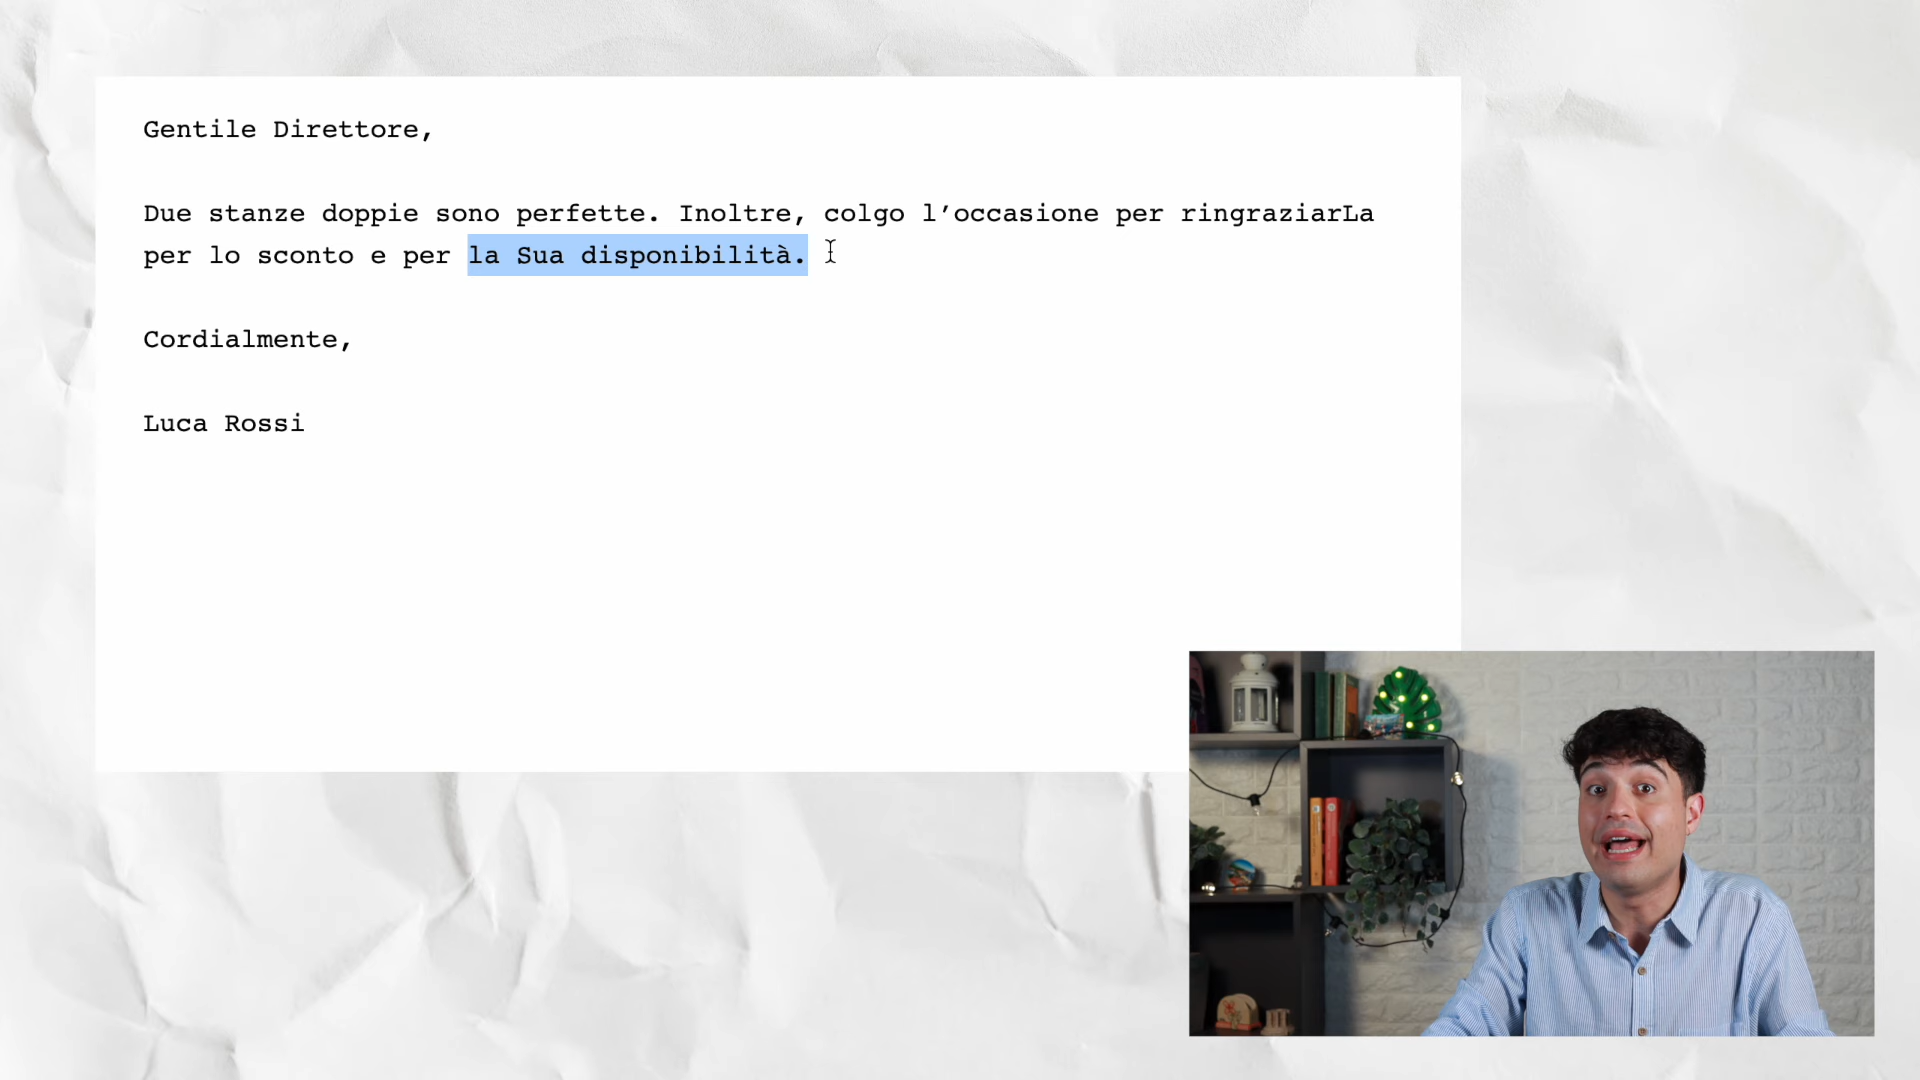 Gentile Direttore,
Due stanze doppie sono perfette. Inoltre, colgo l’occasione per ringraziarLa
per lo sconto e per la Sua disponibilità.
Cordialmente,
Luca Rossi